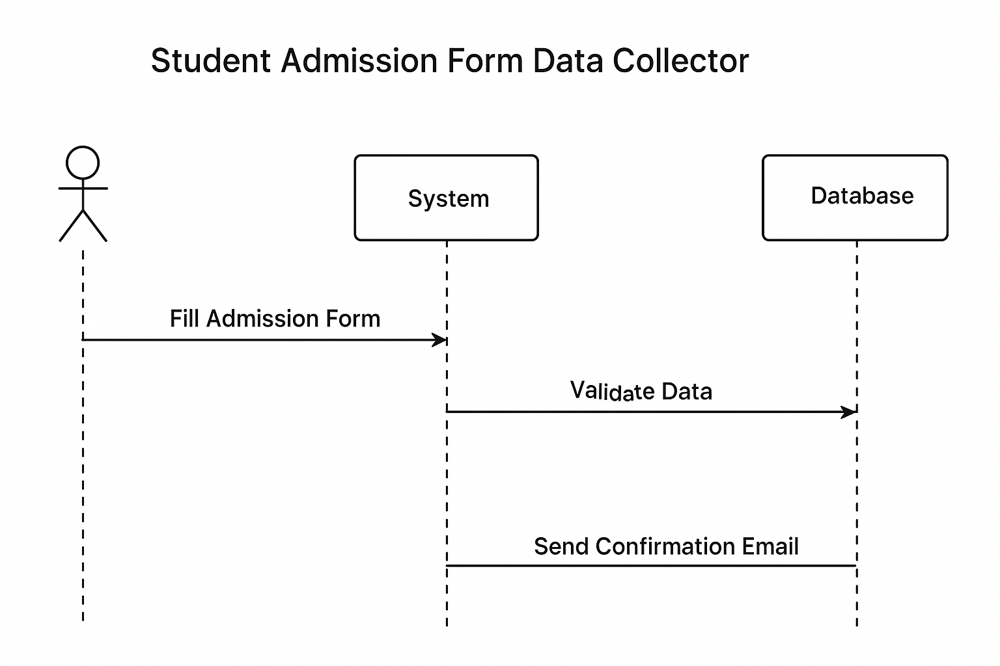 Student Admission Form Data Collector
System
Database
Fill Admission Form
Validate Data
Send Confirmation Email